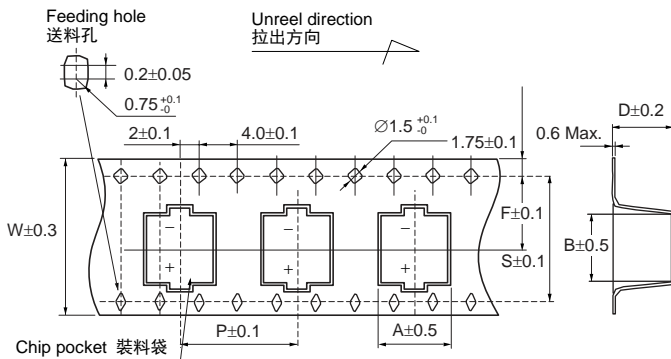 Feeding hole
送料孔
Unreel direction
拉出方向
0.2±0.05
0.75 +0.1 -0
2±0.1
4.0±0.1
Ø1.5 +0.1 -0
1.75±0.1
0.6 Max.
D±0.2
W±0.3
F±0.1
S±0.1
B±0.5
− − −
+ + +
P±0.1
A±0.5
Chip pocket 裝料袋